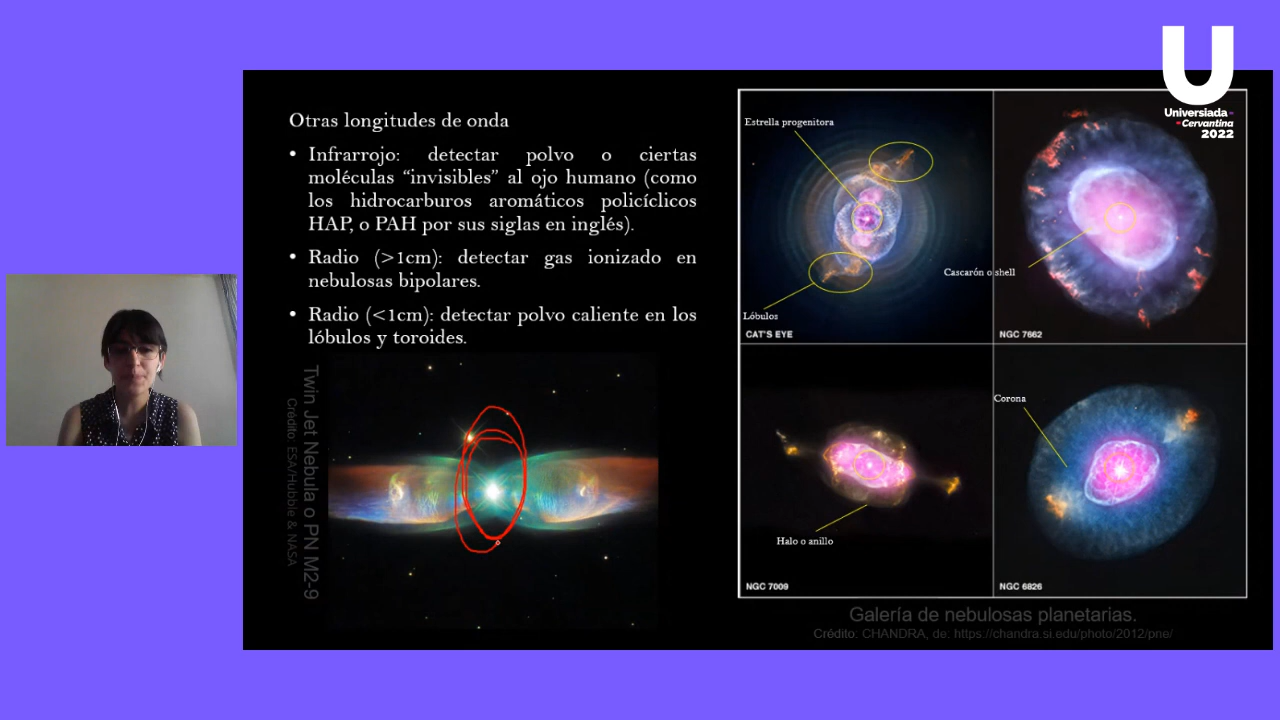 Otras longitudes de onda
• Infrarrojo: detectar polvo o ciertas
moléculas “invisibles” al ojo humano (como
los hidrocarburos aromáticos policíclicos
HAP, o PAH por sus siglas en inglés).
• Radio (>1cm): detectar gas ionizado en
nebulosas bipolares.
• Radio (<1cm): detectar polvo caliente en los
lóbulos y toroides.
Twin Jet Nebula o PN M2-9
Crédito: ESA/Hubble & NASA
Estrella progenitora
Lóbulos
CAT'S EYE
Cascarón o shell
NGC 7662
Halo o anillo
NGC 7009
Corona
NGC 6826
Galería de nebulosas planetarias.
Crédito: CHANDRA, de: https://chandra.si.edu/photo/2012/pne/
U
Universiada
Cervantina
2022